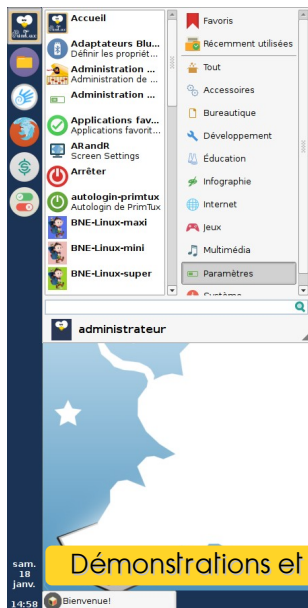 Accueil
Adaptateurs Blu...
Définir les propriét...
Administration ...
Administration de ...
Administration ...
Applications fav...
Applications favorit...
ARandR
Screen Settings
Arrêter
autologin-primtux
Autologin de PrimTux
BNE-Linux-maxi
BNE-Linux-mini
BNE-Linux-super
Favoris
Récemment utilisées
Tout
Accessoires
Bureautique
Développement
Éducation
Infographie
Internet
Jeux
Multimédia
Paramètres
administrateur
Démonstrations et
sam.
18
janv.
14:58
Bienvenue!